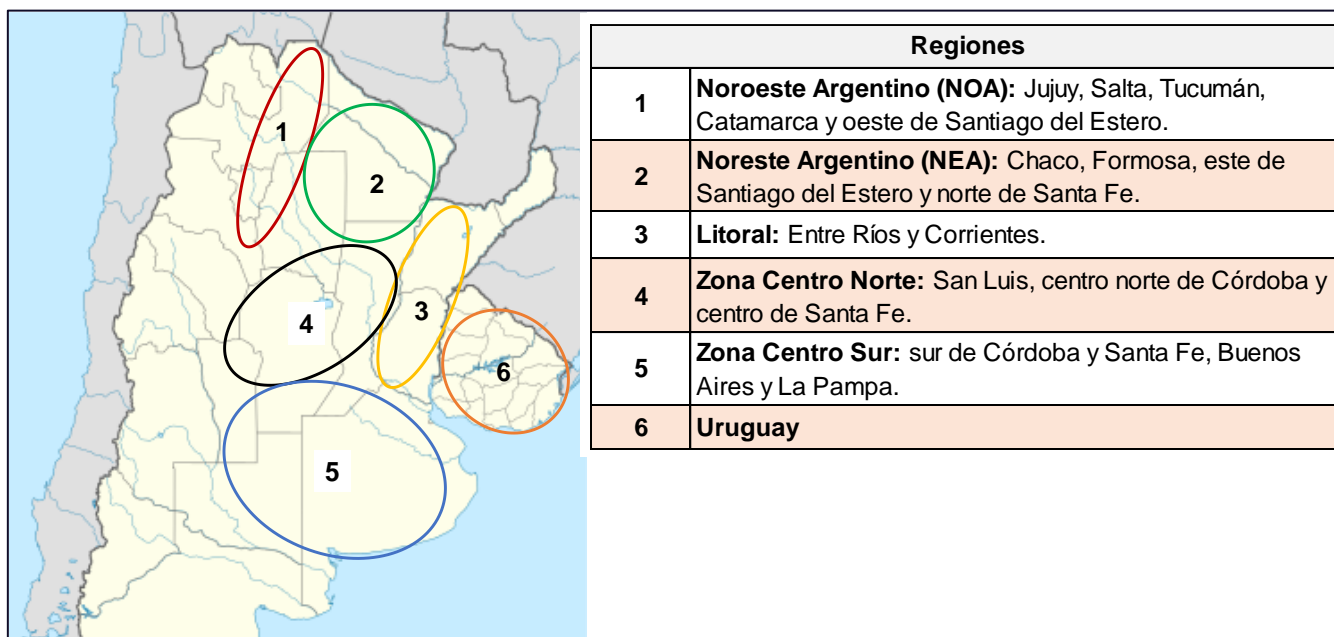 1
2
3
4
5
6
Regiones
1 Noroeste Argentino (NOA): Jujuy, Salta, Tucumán,
Catamarca y oeste de Santiago del Estero.
2 Noreste Argentino (NEA): Chaco, Formosa, este de
Santiago del Estero y norte de Santa Fe.
3 Litoral: Entre Ríos y Corrientes.
4 Zona Centro Norte: San Luis, centro norte de Córdoba y
centro de Santa Fe.
5 Zona Centro Sur: sur de Córdoba y Santa Fe, Buenos
Aires y La Pampa.
6 Uruguay